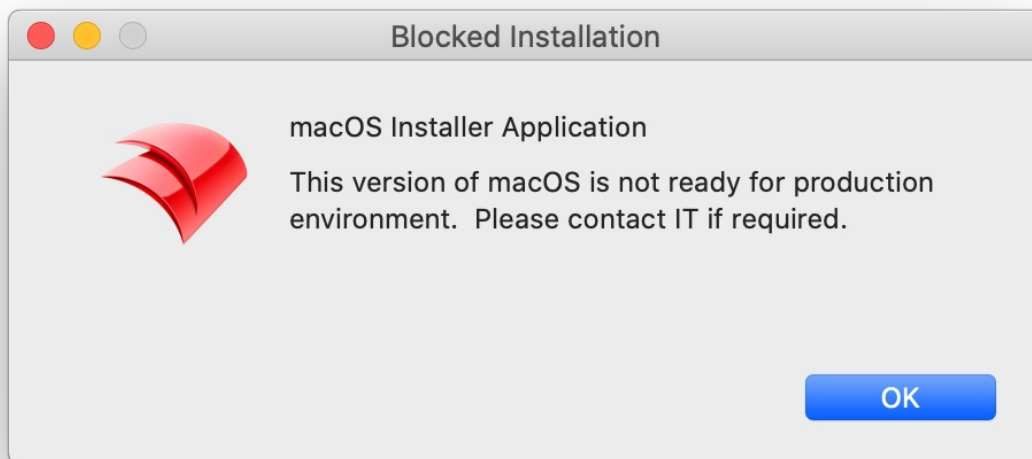 Blocked Installation
macOS Installer Application
This version of macOS is not ready for production
environment.  Please contact IT if required.
OK